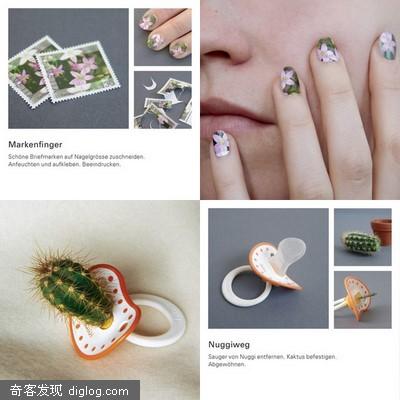 Markenfinger
Schöne Briefmarken auf Nagelgrösse zuschneiden.
Anfeuchten und aufkleben. Beeindrucken.
Nuggiweg
Sauger von Nuggi entfernen. Kaktus befestigen.
Abgewöhnen.
奇客发现 diglog.com